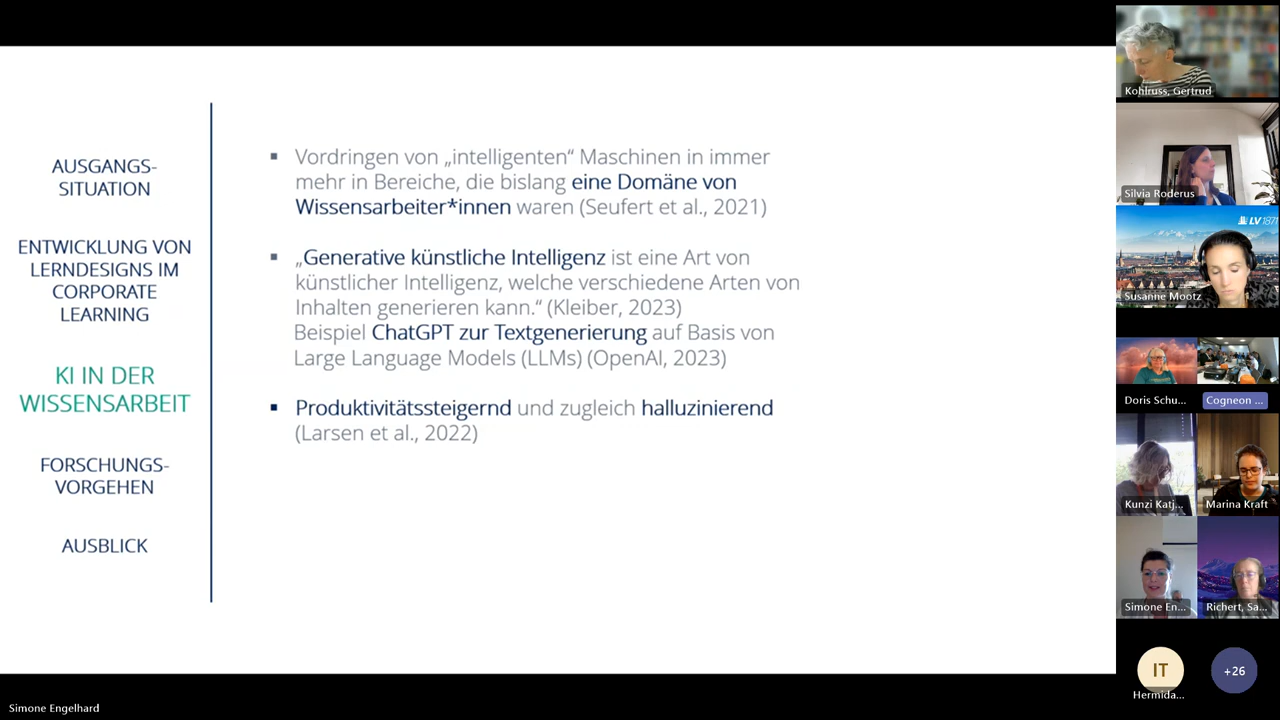 AUSGANGS-
SITUATION
ENTWICKLUNG VON
LERNDESIGNS IM
CORPORATE
LEARNING
KI IN DER
WISSENSARBEIT
FORSCHUNGS-
VORGEHEN
AUSBLICK
▪ Vordringen von „intelligenten“ Maschinen in immer
mehr in Bereiche, die bislang eine Domäne von
Wissensarbeiter*innen waren (Seufert et al., 2021)
▪ „Generative künstliche Intelligenz ist eine Art von
künstlicher Intelligenz, welche verschiedene Arten von
Inhalten generieren kann.“ (Kleiber, 2023)
Beispiel ChatGPT zur Textgenerierung auf Basis von
Large Language Models (LLMs) (OpenAI, 2023)
▪ Produktivitätssteigernd und zugleich halluzinierend
(Larsen et al., 2022)
Kohlruss, Gertrud
Silvia Roderus
LV 1871
Susanne Mootz
Doris Schu...
Cogneon ...
Kunzi Katj...
Marina Kraft
Simone En...
Richert, Sa...
IT
Hermida...
+26
Simone Engelhard